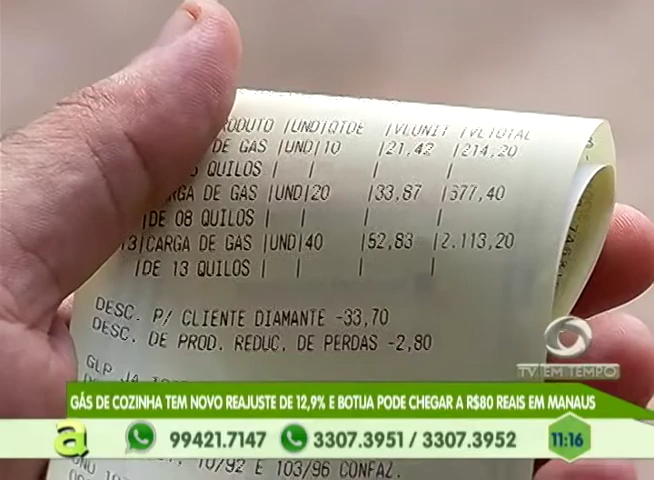 RODUTO |UND|QTDE |VLUNIT |VLTOTAL
DE GAS |UND|10 |21,42 |214,20
QUILOS | | | |
RGA DE GAS |UND|20 |33,87 |677,40
|DE 08 QUILOS | | | |
13|CARGA DE GAS |UND|40 |52,83 |2.113,20
|DE 13 QUILOS | | | |
DESC. P/ CLIENTE DIAMANTE -33,70
DESC. DE PROD. REDUC. DE PERDAS -2,80
GLP JA
TV EM TEMPO
GÁS DE COZINHA TEM NOVO REAJUSTE DE 12,9% E BOTIJA PODE CHEGAR A R$80 REAIS EM MANAUS
a 99421.7147 3307.3951 / 3307.3952 11:16
10/92 E 103/96 CONFAZ.